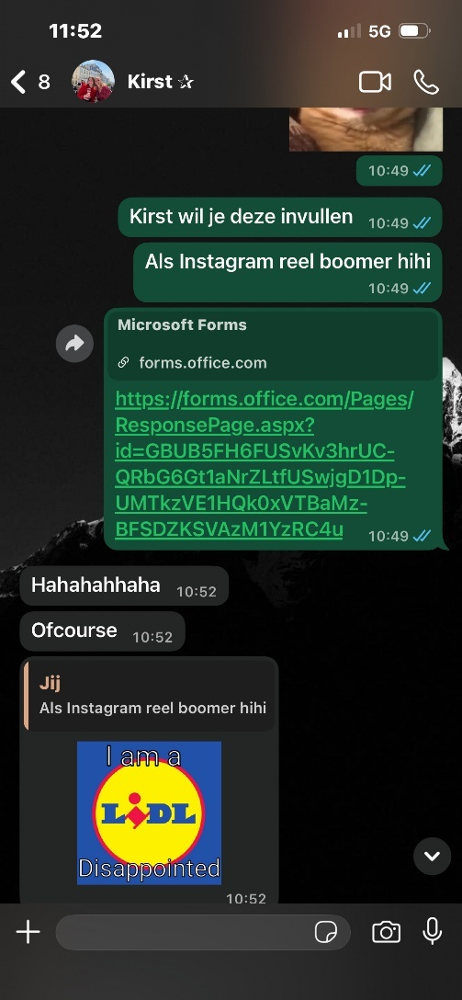 11:52
5G
8
Kirst ☆
10:49
Kirst wil je deze invullen
10:49
Als Instagram reel boomer hihi
10:49
Microsoft Forms
forms.office.com
https://forms.office.com/Pages/
ResponsePage.aspx?
id=GBUB5FH6FUSvKv3hrUC-
QRbG6Gt1aNrZLtfUSwjgD1Dp-
UMTkzVE1HQk0xVTBaMz-
BFSDZKSVAzM1YzRC4u
10:49
Hahahahhaha
10:52
Ofcourse
10:52
Jij
Als Instagram reel boomer hihi
I am a
LiDL
Disappointed
10:52